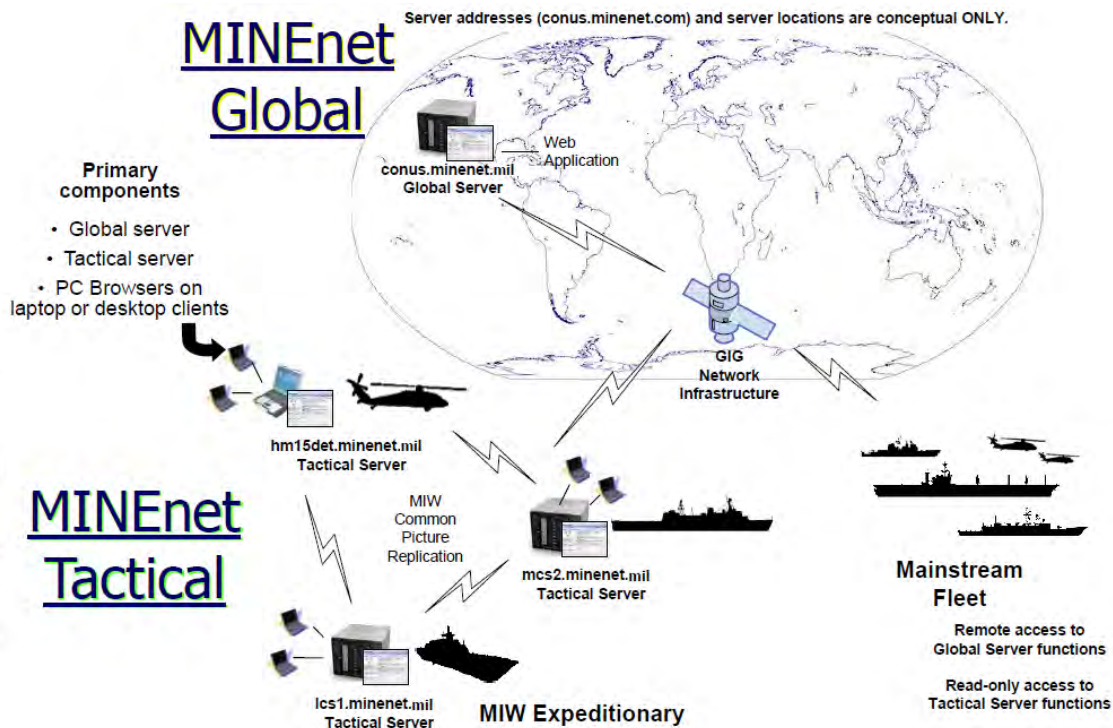 Server addresses (conus.minenet.com) and server locations are conceptual ONLY.
MINEnet
Global
Primary
components
• Global server
• Tactical server
• PC Browsers on
laptop or desktop clients
conus.minenet.mil
Global Server
Web
Application
GIG
Network
Infrastructure
hm15det.minenet.mil
Tactical Server
MINEnet
Tactical
MIW
Common
Picture
Replication
mcs2.minenet.mil
Tactical Server
lcs1.minenet.mil
Tactical Server
MIW Expeditionary
Mainstream
Fleet
Remote access to
Global Server functions
Read-only access to
Tactical Server functions